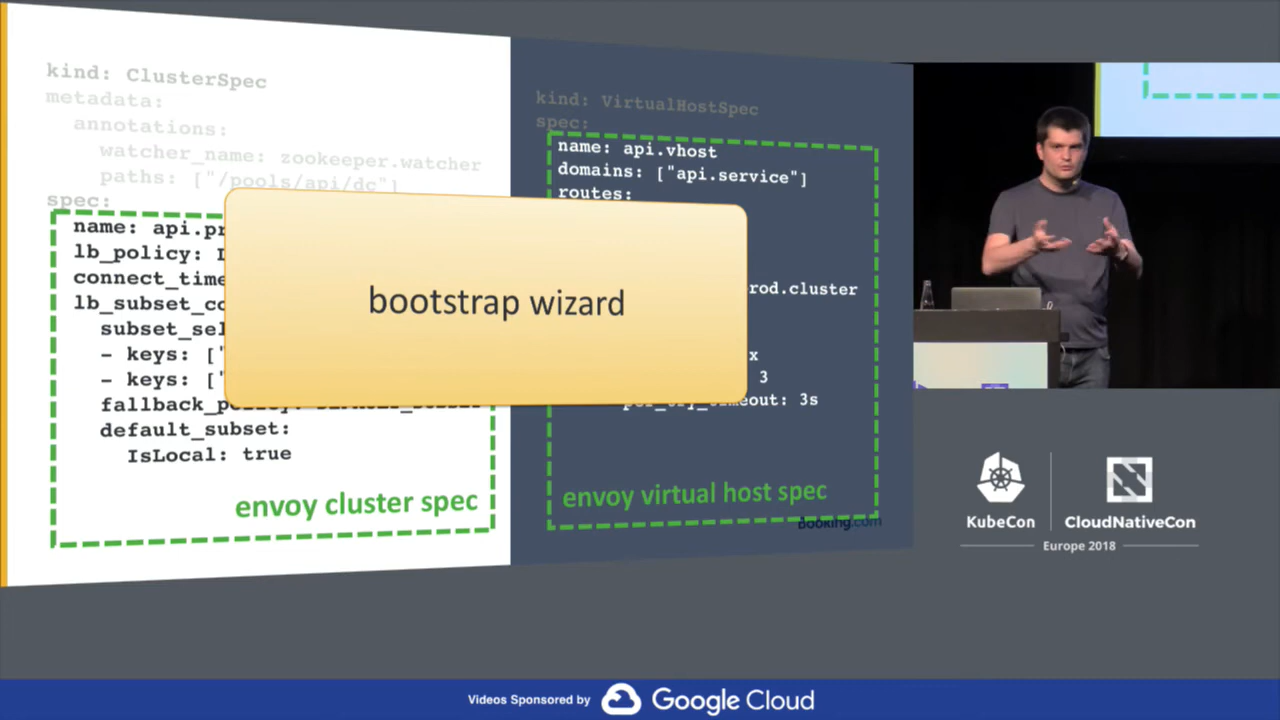 kind: ClusterSpec
metadata:
annotations:
watcher_name: zookeeper.watcher
paths: ["/pools/api/dc"]
spec:
name: api.pr
lb_policy:
connect_time
lb_subset_co
subset_sel
- keys: ["
- keys: ["
fallback_p
default_subset:
IsLocal: true
envoy cluster spec
kind: VirtualHostSpec
spec:
name: api.vhost
domains: ["api.service"]
routes:
rod.cluster
x
3
timeout: 3s
envoy virtual host spec
Booking.com
bootstrap wizard
KubeCon
CloudNativeCon
Europe 2018
Videos Sponsored by Google Cloud